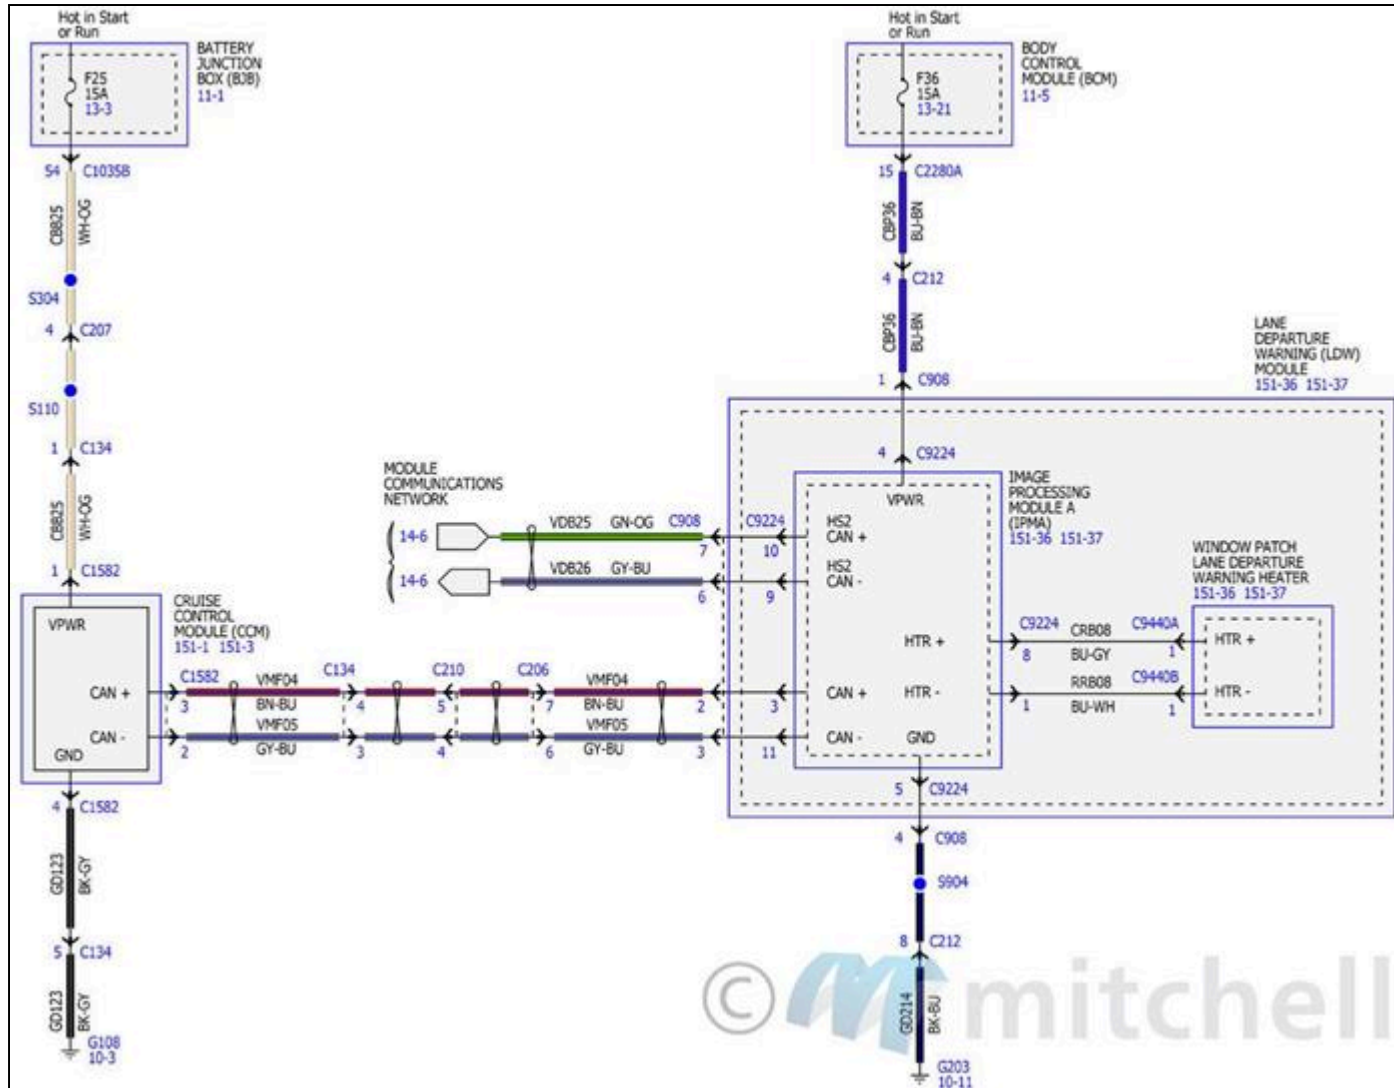 Hot in Start
or Run
BATTERY
JUNCTION
BOX (BJB)
11-1
F25
15A
13-3
54 C1035B
CBB25
WH-OG
S304
4 C207
S110
1 C134
CBB25
WH-OG
1 C1582
CRUISE
CONTROL
MODULE (CCM)
151-1 151-3
VPWR
CAN +
CAN -
GND
C1582
3
2
VMF04
BN-BU
VMF05
GY-BU
C134
4
3
C210
5
4
C206
7
6
VMF04
BN-BU
VMF05
GY-BU
2
3
4 C1582
GD123
BK-GY
5 C134
GD123
BK-GY
G108
10-3
MODULE
COMMUNICATIONS
NETWORK
14-6
14-6
VDB25 GN-OG C908
7
VDB26 GY-BU
6
Hot in Start
or Run
BODY
CONTROL
MODULE (BCM)
11-5
F36
15A
13-21
15 C2280A
CBP36
BU-BN
4 C212
CBP36
BU-BN
1 C908
LANE
DEPARTURE
WARNING (LDW)
MODULE
151-36 151-37
4 C9224
IMAGE
PROCESSING
MODULE A
(IPMA)
151-36 151-37
VPWR
C9224
10
HS2
CAN +
9
HS2
CAN -
3
CAN +
11
CAN -
HTR +
HTR -
GND
WINDOW PATCH
LANE DEPARTURE
WARNING HEATER
151-36 151-37
C9224 CRB08 C9440A
8 BU-GY 1
HTR +
RRB08 C9440B
1 BU-WH 1
HTR -
5 C9224
4 C908
S904
8 C212
GD214
BK-BU
G203
10-11
© mitchell